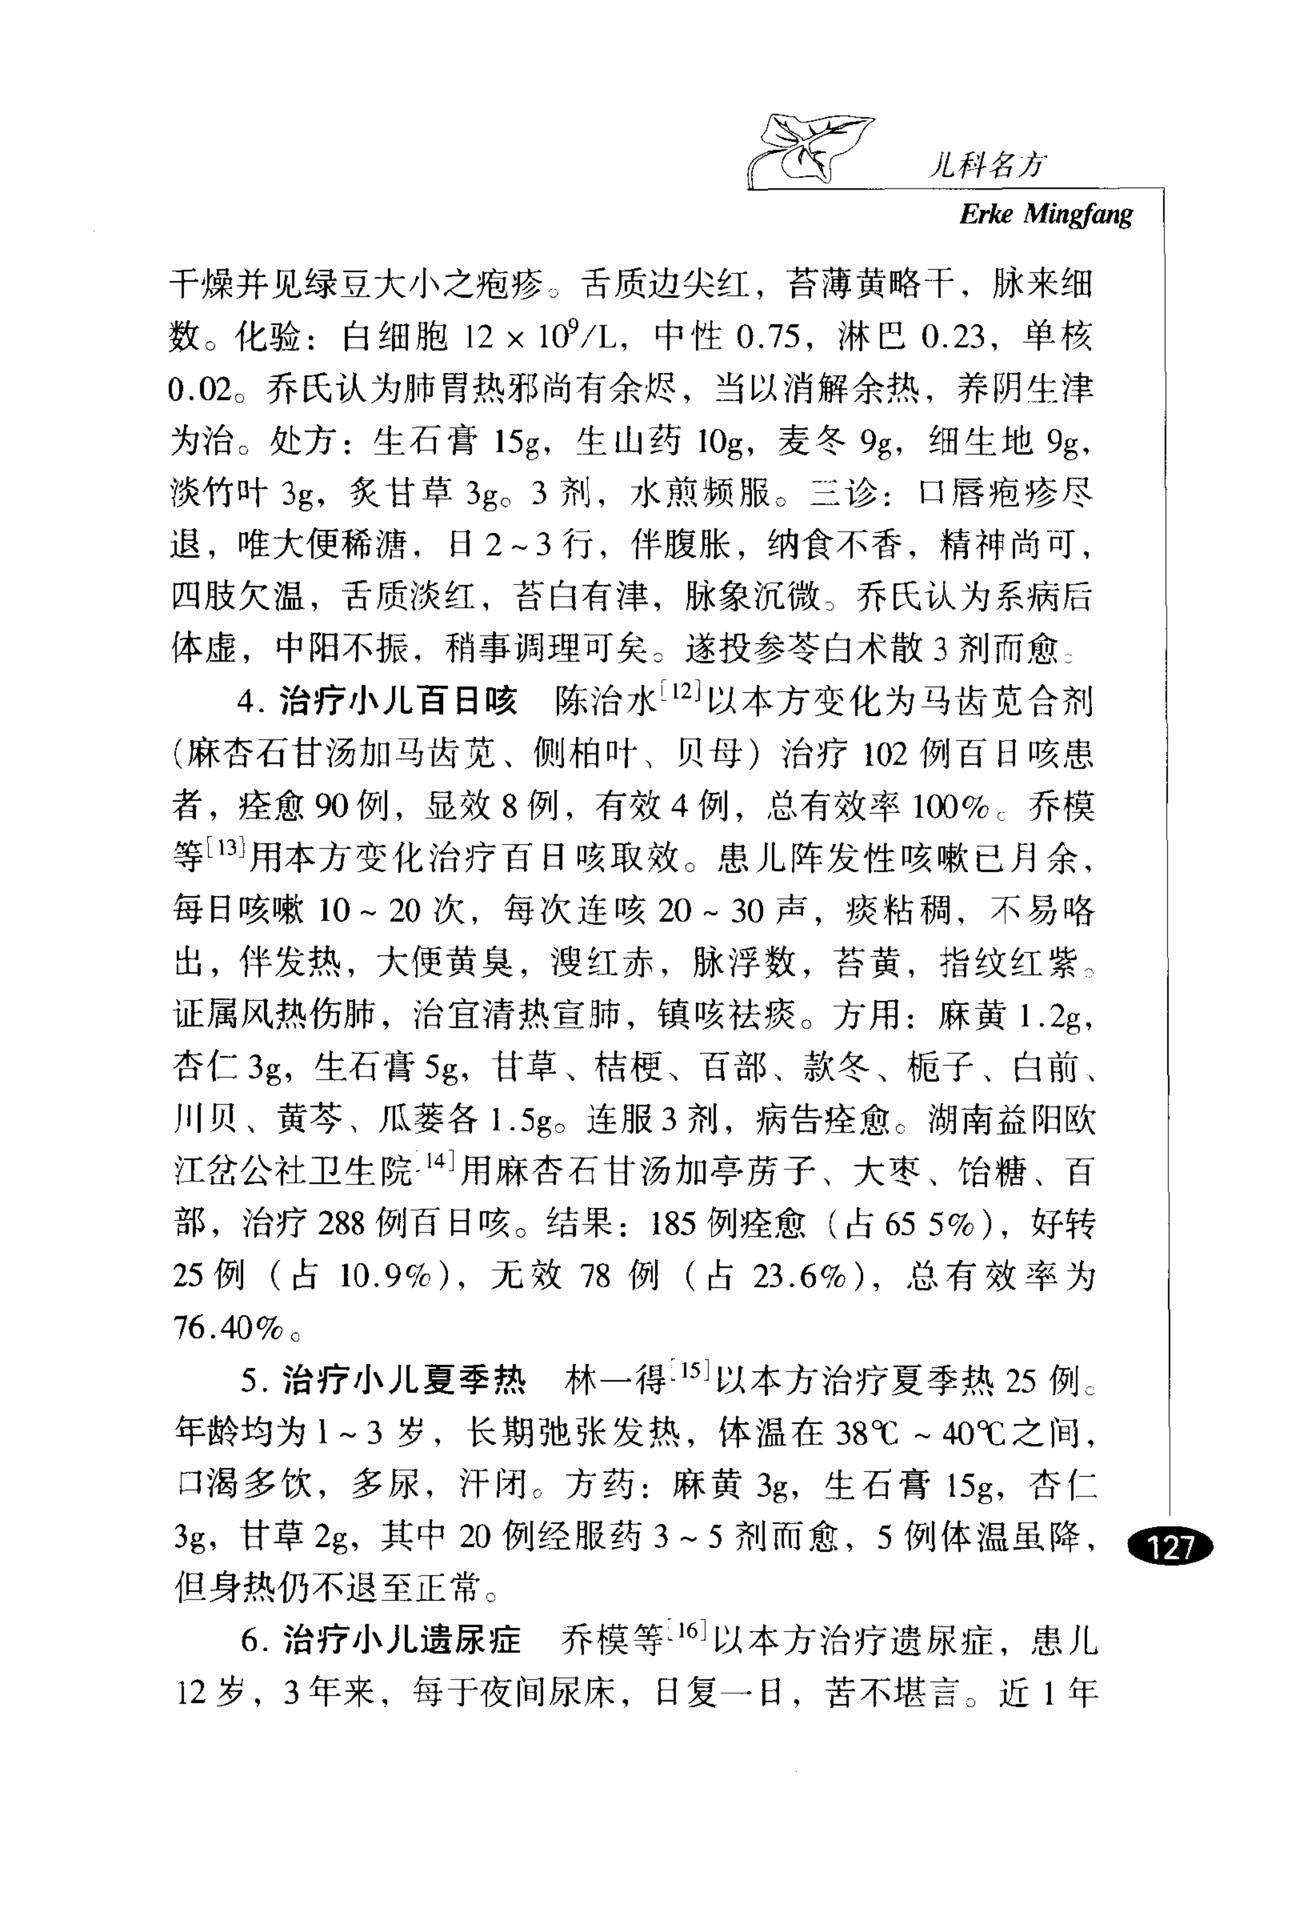 儿科名方
Erke Mingfang
干燥并见绿豆大小之疱疹。舌质边尖红，苔薄黄略干，脉来细
数。化验：白细胞 12 × 10⁹/L，中性 0.75，淋巴 0.23，单核
0.02。乔氏认为肺胃热邪尚有余烬，当以消解余热，养阴生津
为治。处方：生石膏 15g，生山药 10g，麦冬 9g，细生地 9g，
淡竹叶 3g，炙甘草 3g。3 剂，水煎频服。三诊：口唇疱疹尽
退，唯大便稀溏，日 2~3 行，伴腹胀，纳食不香，精神尚可，
四肢欠温，舌质淡红，苔白有津，脉象沉微。乔氏认为系病后
体虚，中阳不振，稍事调理可矣。遂投参苓白术散 3 剂而愈。
4. 治疗小儿百日咳　陈治水[12]以本方变化为马齿苋合剂
（麻杏石甘汤加马齿苋、侧柏叶、贝母）治疗 102 例百日咳患
者，痊愈 90 例，显效 8 例，有效 4 例，总有效率 100%。乔模
等[13]用本方变化治疗百日咳取效。患儿阵发性咳嗽已月余，
每日咳嗽 10 ~ 20 次，每次连咳 20 ~ 30 声，痰粘稠，不易咯
出，伴发热，大便黄臭，溲红赤，脉浮数，苔黄，指纹红紫。
证属风热伤肺，治宜清热宣肺，镇咳祛痰。方用：麻黄 1.2g，
杏仁 3g，生石膏 5g，甘草、桔梗、百部、款冬、栀子、白前、
川贝、黄芩、瓜蒌各 1.5g。连服 3 剂，病告痊愈。湖南益阳欧
江岔公社卫生院[14]用麻杏石甘汤加葶苈子、大枣、饴糖、百
部，治疗 288 例百日咳。结果：185 例痊愈（占 65 5%），好转
25 例（占 10.9%），无效 78 例（占 23.6%），总有效率为
76.40%。
5. 治疗小儿夏季热　林一得[15]以本方治疗夏季热 25 例。
年龄均为 1 ~ 3 岁，长期弛张发热，体温在 38℃ ~ 40℃之间，
口渴多饮，多尿，汗闭。方药：麻黄 3g，生石膏 15g，杏仁
3g，甘草 2g，其中 20 例经服药 3 ~ 5 剂而愈，5 例体温虽降，
但身热仍不退至正常。
6. 治疗小儿遗尿症　乔模等[16]以本方治疗遗尿症，患儿
12 岁，3 年来，每于夜间尿床，日复一日，苦不堪言。近 1 年
127